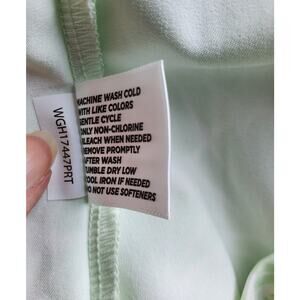 MACHINE WASH COLD
WITH LIKE COLORS
GENTLE CYCLE
ONLY NON-CHLORINE
BLEACH WHEN NEEDED
REMOVE PROMPTLY
AFTER WASH
TUMBLE DRY LOW
COOL IRON IF NEEDED
DO NOT USE SOFTENERS
WGH17447PRT